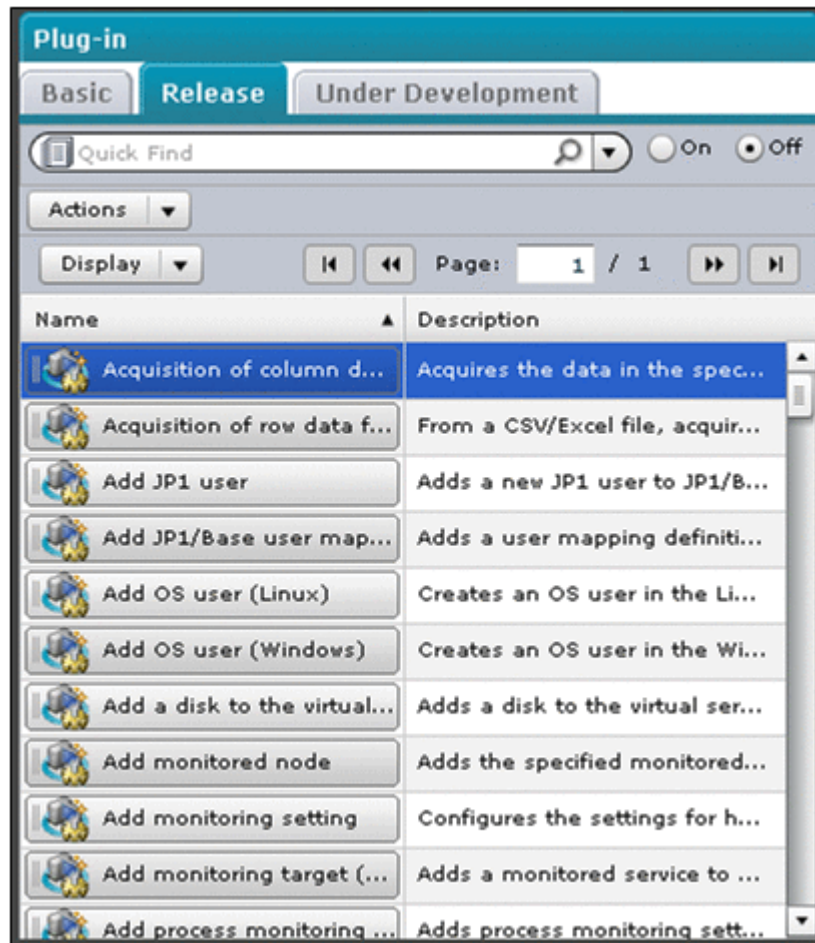 Plug-in
Basic Release Under Development
Quick Find On Off
Actions
Display Page: 1 / 1
Name Description
Acquisition of column d... Acquires the data in the spec...
Acquisition of row data f... From a CSV/Excel file, acquir...
Add JP1 user Adds a new JP1 user to JP1/B...
Add JP1/Base user map... Adds a user mapping definiti...
Add OS user (Linux) Creates an OS user in the Li...
Add OS user (Windows) Creates an OS user in the Wi...
Add a disk to the virtual... Adds a disk to the virtual ser...
Add monitored node Adds the specified monitored...
Add monitoring setting Configures the settings for h...
Add monitoring target (... Adds a monitored service to ...
Add process monitoring ... Adds process monitoring sett...